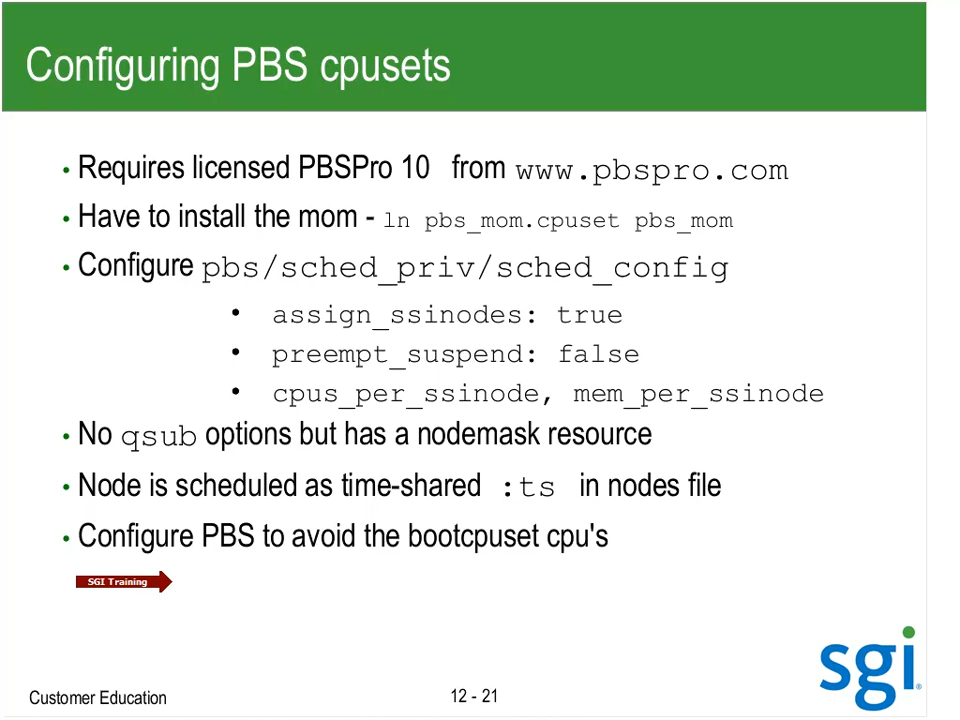 Configuring PBS cpusets
• Requires licensed PBSPro 10 from www.pbspro.com
• Have to install the mom - ln pbs_mom.cpuset pbs_mom
• Configure pbs/sched_priv/sched_config
• assign_ssinodes: true
• preempt_suspend: false
• cpus_per_ssinode, mem_per_ssinode
• No qsub options but has a nodemask resource
• Node is scheduled as time-shared :ts in nodes file
• Configure PBS to avoid the bootcpuset cpu's
SGI Training
sgi®
Customer Education
12 - 21